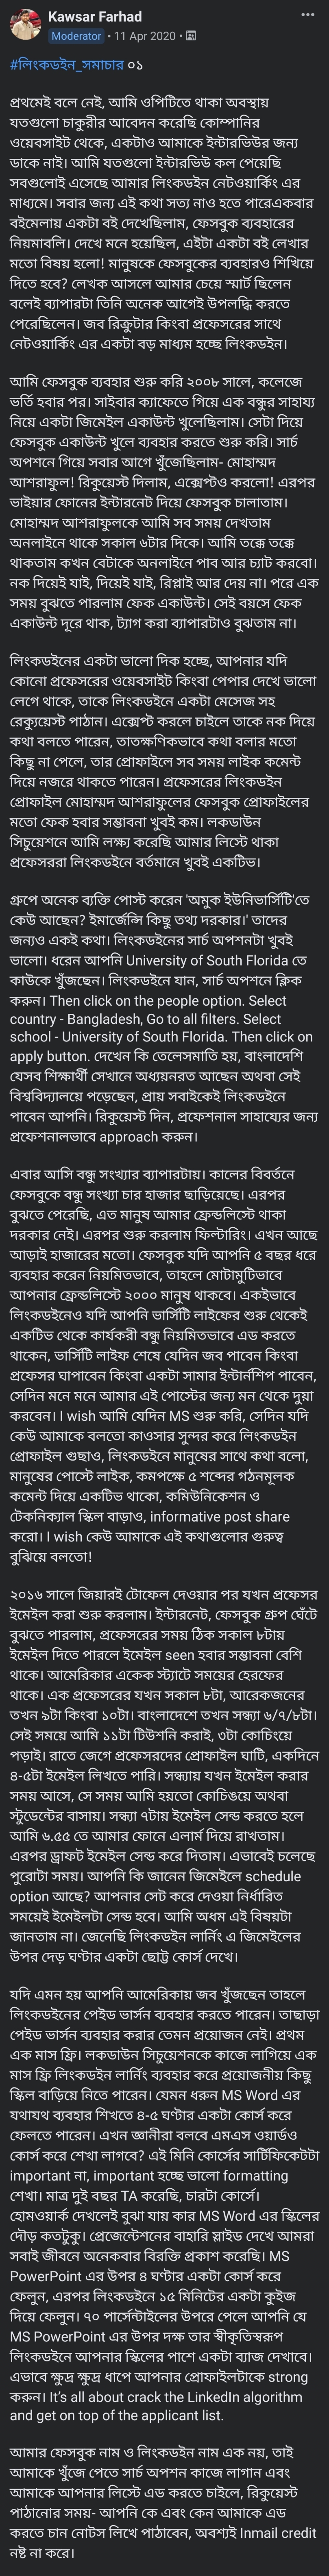 Kawsar Farhad
Moderator • 11 Apr 2020 •
#লিংকডইন_সমাচার ০১
প্রথমেই বলে নেই, আমি ওপিটিতে থাকা অবস্থায়
যতগুলো চাকুরীর আবেদন করেছি কোম্পানির
ওয়েবসাইট থেকে, একটাও আমাকে ইন্টারভিউর জন্য
ডাকে নাই। আমি যতগুলো ইন্টারভিউ কল পেয়েছি
সবগুলোই এসেছে আমার লিংকডইন নেটওয়ার্কিং এর
মাধ্যমে। সবার জন্য এই কথা সত্য নাও হতে পারেএকবার
বইমেলায় একটা বই দেখেছিলাম, ফেসবুক ব্যবহারের
নিয়মাবলি। দেখে মনে হয়েছিল, এইটা একটা বই লেখার
মতো বিষয় হলো! মানুষকে ফেসবুকের ব্যবহারও শিখিয়ে
দিতে হবে? লেখক আসলে আমার চেয়ে স্মার্ট ছিলেন
বলেই ব্যাপারটা তিনি অনেক আগেই উপলদ্ধি করতে
পেরেছিলেন। জব রিক্রুটার কিংবা প্রফেসরের সাথে
নেটওয়ার্কিং এর একটা বড় মাধ্যম হচ্ছে লিংকডইন।
আমি ফেসবুক ব্যবহার শুরু করি ২০০৮ সালে, কলেজে
ভর্তি হবার পর। সাইবার ক্যাফেতে গিয়ে এক বন্ধুর সাহায্য
নিয়ে একটা জিমেইল একাউন্ট খুলেছিলাম। সেটা দিয়ে
ফেসবুক একাউন্ট খুলে ব্যবহার করতে শুরু করি। সার্চ
অপশনে গিয়ে সবার আগে খুঁজেছিলাম- মোহাম্মদ
আশরাফুল! রিকুয়েস্ট দিলাম, এক্সেপ্টও করলো! এরপর
ভাইয়ার ফোনের ইন্টারনেট দিয়ে ফেসবুক চালাতাম।
মোহাম্মদ আশরাফুলকে আমি সব সময় দেখতাম
অনলাইনে থাকে সকাল ৬টার দিকে। আমি তক্কে তক্কে
থাকতাম কখন বেটাকে অনলাইনে পাব আর চ্যাট করবো।
নক দিয়েই যাই, দিয়েই যাই, রিপ্লাই আর দেয় না। পরে এক
সময় বুঝতে পারলাম ফেক একাউন্ট। সেই বয়সে ফেক
একাউন্ট দূরে থাক, ট্যাগ করা ব্যাপারটাও বুঝতাম না।
লিংকডইনের একটা ভালো দিক হচ্ছে, আপনার যদি
কোনো প্রফেসরের ওয়েবসাইট কিংবা পেপার দেখে ভালো
লেগে থাকে, তাকে লিংকডইনে একটা মেসেজ সহ
রেকুয়েস্ট পাঠান। এক্সেপ্ট করলে চাইলে তাকে নক দিয়ে
কথা বলতে পারেন, তাতক্ষণিকভাবে কথা বলার মতো
কিছু না পেলে, তার প্রোফাইলে সব সময় লাইক কমেন্ট
দিয়ে নজরে থাকতে পারেন। প্রফেসরের লিংকডইন
প্রোফাইল মোহাম্মদ আশরাফুলের ফেসবুক প্রোফাইলের
মতো ফেক হবার সম্ভাবনা খুবই কম। লকডাউন
সিচুয়েশনে আমি লক্ষ্য করেছি আমার লিস্টে থাকা
প্রফেসররা লিংকডইনে বর্তমানে খুবই একটিভ।
গ্রুপে অনেক ব্যক্তি পোস্ট করেন 'অমুক ইউনিভার্সিটি'তে
কেউ আছেন? ইমার্জেন্সি কিছু তথ্য দরকার।' তাদের
জন্যও একই কথা। লিংকডইনের সার্চ অপশনটা খুবই
ভালো। ধরেন আপনি University of South Florida তে
কাউকে খুঁজছেন। লিংকডইনে যান, সার্চ অপশনে ক্লিক
করুন। Then click on the people option. Select
country - Bangladesh, Go to all filters. Select
school - University of South Florida. Then click on
apply button. দেখেন কি তেলেসমাতি হয়, বাংলাদেশি
যেসব শিক্ষার্থী সেখানে অধ্যয়নরত আছেন অথবা সেই
বিশ্ববিদ্যালয়ে পড়েছেন, প্রায় সবাইকেই লিংকডইনে
পাবেন আপনি। রিকুয়েস্ট দিন, প্রফেশনাল সাহায্যের জন্য
প্রফেশনালভাবে approach করুন।
এবার আসি বন্ধু সংখ্যার ব্যাপারটায়। কালের বিবর্তনে
ফেসবুকে বন্ধু সংখ্যা চার হাজার ছাড়িয়েছে। এরপর
বুঝতে পেরেছি, এত মানুষ আমার ফ্রেন্ডলিস্টে থাকা
দরকার নেই। এরপর শুরু করলাম ফিল্টারিং। এখন আছে
আড়াই হাজারের মতো। ফেসবুক যদি আপনি ৫ বছর ধরে
ব্যবহার করেন নিয়মিতভাবে, তাহলে মোটামুটিভাবে
আপনার ফ্রেন্ডলিস্টে ২০০০ মানুষ থাকবে। একইভাবে
লিংকডইনেও যদি আপনি ভার্সিটি লাইফের শুরু থেকেই
একটিভ থেকে কার্যকরী বন্ধু নিয়মিতভাবে এড করতে
থাকেন, ভার্সিটি লাইফ শেষে যেদিন জব পাবেন কিংবা
প্রফেসর ঘাপাবেন কিংবা একটা সামার ইন্টার্নশিপ পাবেন,
সেদিন মনে মনে আমার এই পোস্টের জন্য মন থেকে দুয়া
করবেন। I wish আমি যেদিন MS শুরু করি, সেদিন যদি
কেউ আমাকে বলতো কাওসার সুন্দর করে লিংকডইন
প্রোফাইল গুছাও, লিংকডইনে মানুষের সাথে কথা বলো,
মানুষের পোস্টে লাইক, কমপক্ষে ৫ শব্দের গঠনমূলক
কমেন্ট দিয়ে একটিভ থাকো, কমিউনিকেশন ও
টেকনিক্যাল স্কিল বাড়াও, informative post share
করো। I wish কেউ আমাকে এই কথাগুলোর গুরুত্ব
বুঝিয়ে বলতো!
২০১৬ সালে জিয়ারই টোফেল দেওয়ার পর যখন প্রফেসর
ইমেইল করা শুরু করলাম। ইন্টারনেট, ফেসবুক গ্রুপ ঘেঁটে
বুঝতে পারলাম, প্রফেসরের সময় ঠিক সকাল ৮টায়
ইমেইল দিতে পারলে ইমেইল seen হবার সম্ভাবনা বেশি
থাকে। আমেরিকার একেক স্ট্যাটে সময়ের হেরফের
থাকে। এক প্রফেসরের যখন সকাল ৮টা, আরেকজনের
তখন ৯টা কিংবা ১০টা। বাংলাদেশে তখন সন্ধ্যা ৬/৭/৮টা।
সেই সময়ে আমি ১১টা টিউশনি করাই, ৩টা কোচিংয়ে
পড়াই। রাতে জেগে প্রফেসরদের প্রোফাইল ঘাটি, একদিনে
৪-৫টা ইমেইল লিখতে পারি। সন্ধ্যায় যখন ইমেইল করার
সময় আসে, সে সময় আমি হয়তো কোচিঙয়ে অথবা
স্টুডেন্টের বাসায়। সন্ধ্যা ৭টায় ইমেইল সেন্ড করতে হলে
আমি ৬.৫৫ তে আমার ফোনে এলার্ম দিয়ে রাখতাম।
এরপর ড্রাফট ইমেইল সেন্ড করে দিতাম। এভাবেই চলেছে
পুরোটা সময়। আপনি কি জানেন জিমেইলে schedule
option আছে? আপনার সেট করে দেওয়া নির্ধারিত
সময়েই ইমেইলটা সেন্ড হবে। আমি অধম এই বিষয়টা
জানতাম না। জেনেছি লিংকডইন লার্নিং এ জিমেইলের
উপর দেড় ঘণ্টার একটা ছোট্ট কোর্স দেখে।
যদি এমন হয় আপনি আমেরিকায় জব খুঁজছেন তাহলে
লিংকডইনের পেইড ভার্সন ব্যবহার করতে পারেন। তাছাড়া
পেইড ভার্সন ব্যবহার করার তেমন প্রয়োজন নেই। প্রথম
এক মাস ফ্রি। লকডাউন সিচুয়েশনকে কাজে লাগিয়ে এক
মাস ফ্রি লিংকডইন লার্নিং ব্যবহার করে প্রয়োজনীয় কিছু
স্কিল বাড়িয়ে নিতে পারেন। যেমন ধরুন MS Word এর
যথাযথ ব্যবহার শিখতে ৪-৫ ঘণ্টার একটা কোর্স করে
ফেলতে পারেন। এখন জ্ঞানীরা বলবে এমএস ওয়ার্ডও
কোর্স করে শেখা লাগবে? এই মিনি কোর্সের সার্টিফিকেটটা
important না, important হচ্ছে ভালো formatting
শেখা। মাত্র দুই বছর TA করেছি, চারটা কোর্সে।
হোমওয়ার্ক দেখলেই বুঝা যায় কার MS Word এর স্কিলের
দৌড় কতটুকু। প্রেজেন্টেশনের বাহারি স্লাইড দেখে আমরা
সবাই জীবনে অনেকবার বিরক্তি প্রকাশ করেছি। MS
PowerPoint এর উপর ৪ ঘণ্টার একটা কোর্স করে
ফেলুন, এরপর লিংকডইনে ১৫ মিনিটের একটা কুইজ
দিয়ে ফেলুন। ৭০ পার্সেন্টাইলের উপরে পেলে আপনি যে
MS PowerPoint এর উপর দক্ষ তার স্বীকৃতিস্বরূপ
লিংকডইনে আপনার স্কিলের পাশে একটা ব্যাজ দেখাবে।
এভাবে ক্ষুদ্র ক্ষুদ্র ধাপে আপনার প্রোফাইলটাকে strong
করুন। It's all about crack the LinkedIn algorithm
and get on top of the applicant list.
আমার ফেসবুক নাম ও লিংকডইন নাম এক নয়, তাই
আমাকে খুঁজে পেতে সার্চ অপশন কাজে লাগান এবং
আমাকে আপনার লিস্টে এড করতে চাইলে, রিকুয়েস্ট
পাঠানোর সময়- আপনি কে এবং কেন আমাকে এড
করতে চান নোটস লিখে পাঠাবেন, অবশ্যই Inmail credit
নষ্ট না করে।